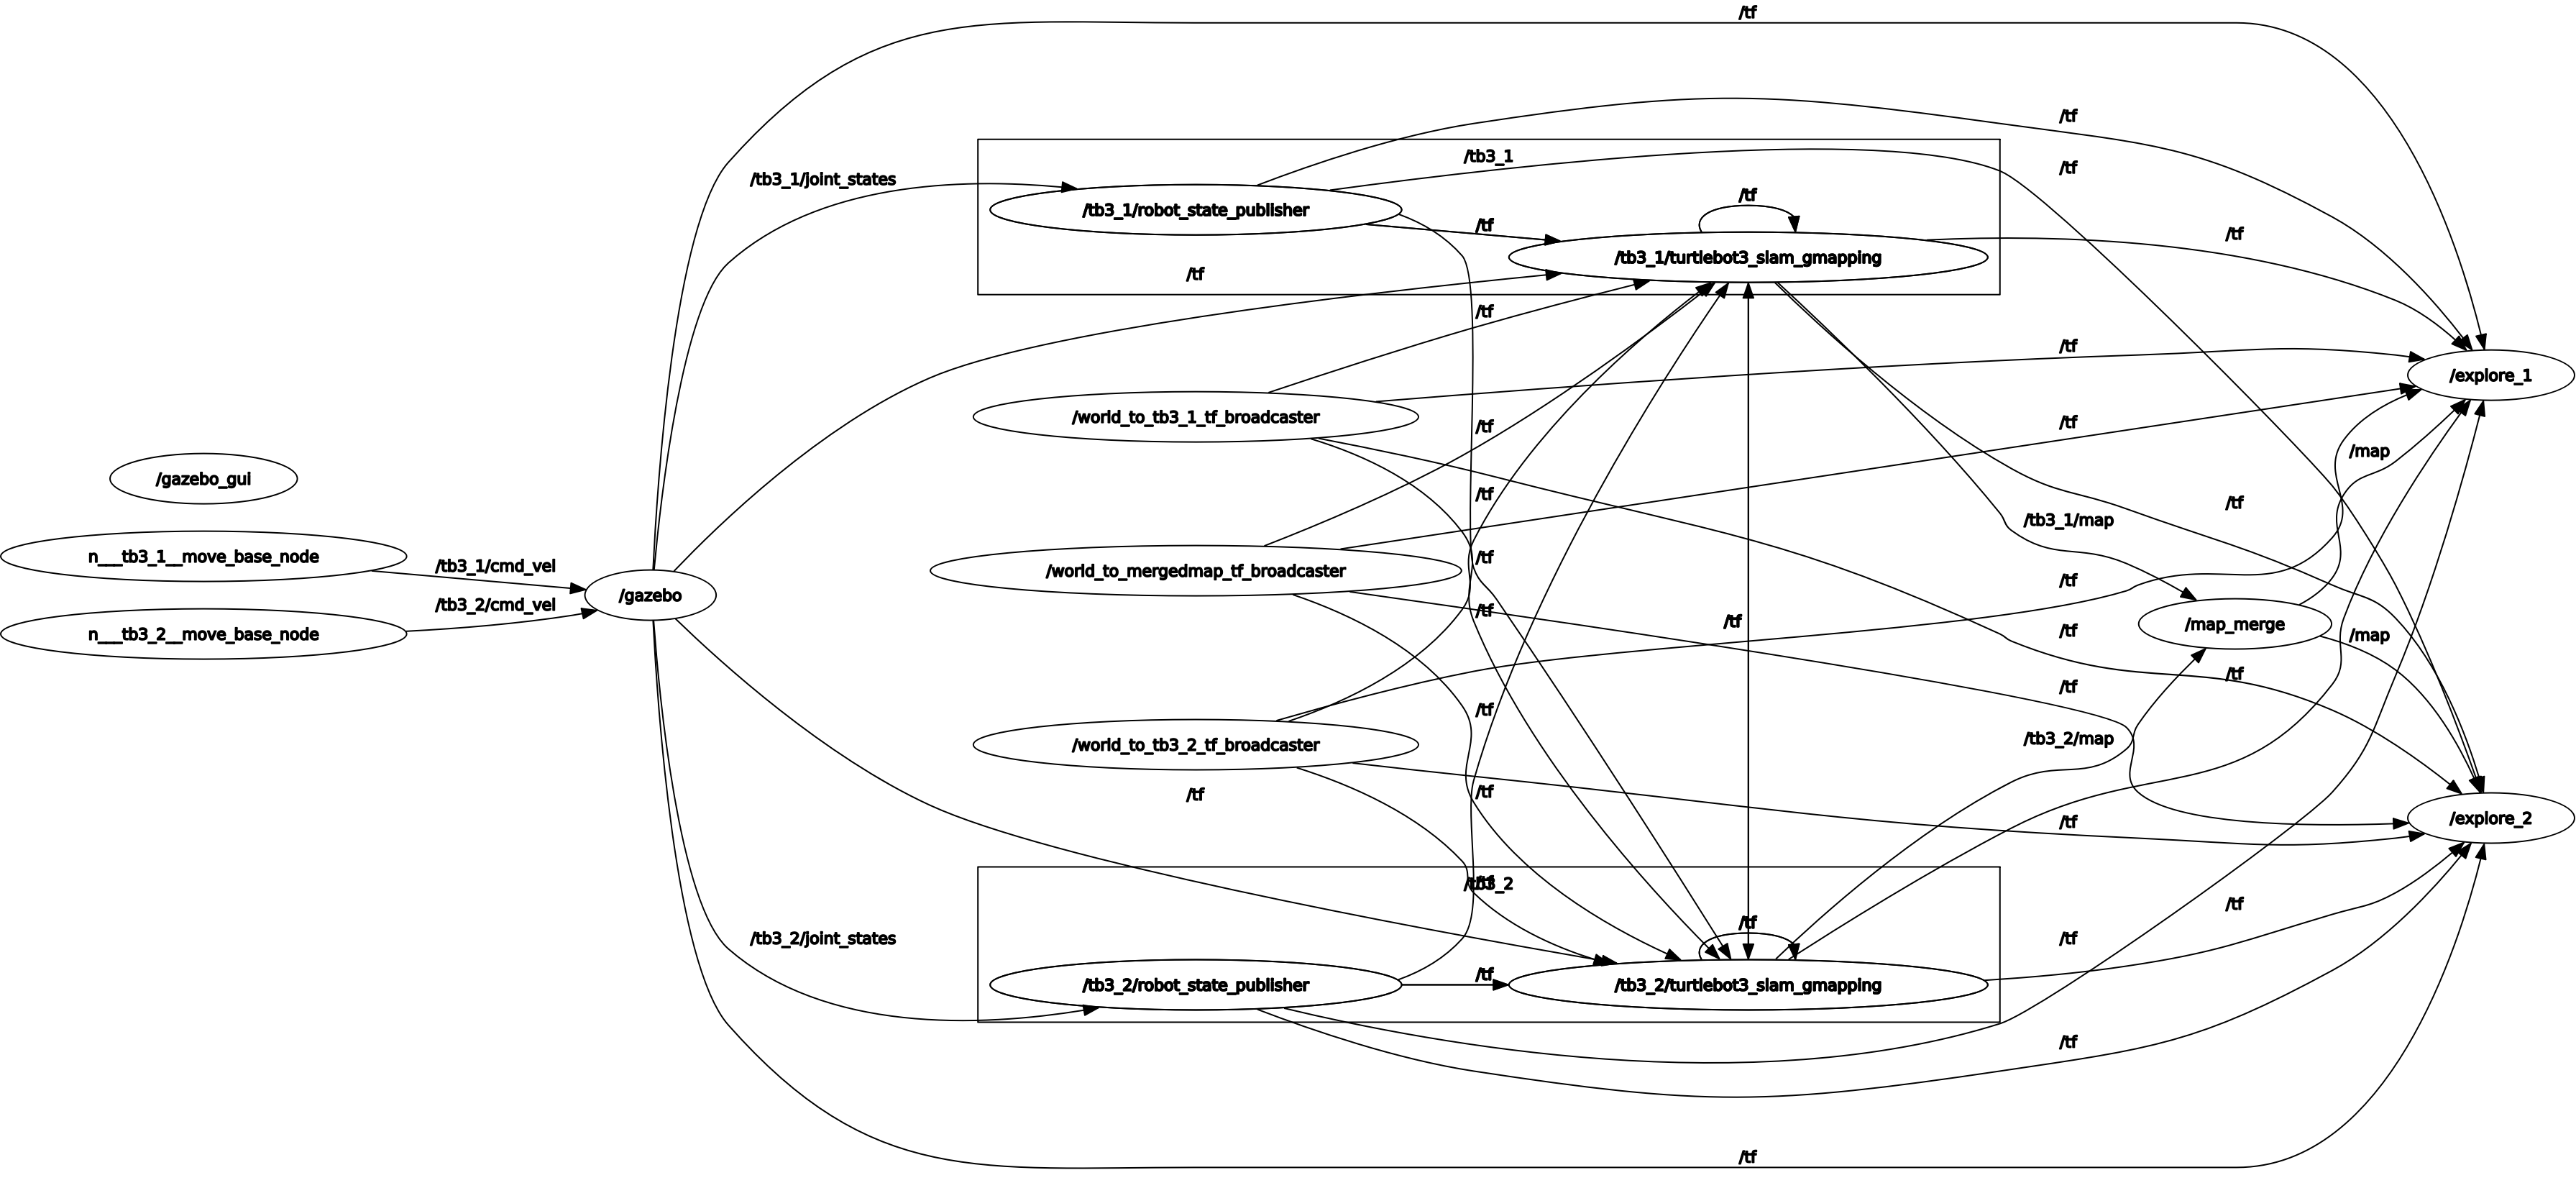 /tf
/tf
/tb3_1
/tf
/tb3_1/joint_states
/tf
/tb3_1/robot_state_publisher
/tf
/tf
/tb3_1/turtlebot3_slam_gmapping
/tf
/tf
/tf
/explore_1
/tf
/world_to_tb3_1_tf_broadcaster
/tf
/tf
/map
/gazebo_gui
/tf
/tf
/tb3_1/map
n___tb3_1__move_base_node
/tf
/tb3_1/cmd_vel
/world_to_mergedmap_tf_broadcaster
/tf
/gazebo
/tb3_2/cmd_vel
/tf
/tf
/map_merge
/tf
n___tb3_2__move_base_node
/map
/tf
/tf
/tf
/tb3_2/map
/world_to_tb3_2_tf_broadcaster
/tf
/tf
/tf
/explore_2
/tf
/tb3_2
/tf
/tf
/tf
/tb3_2/joint_states
/tf
/tb3_2/robot_state_publisher
/tf
/tb3_2/turtlebot3_slam_gmapping
/tf
/tf